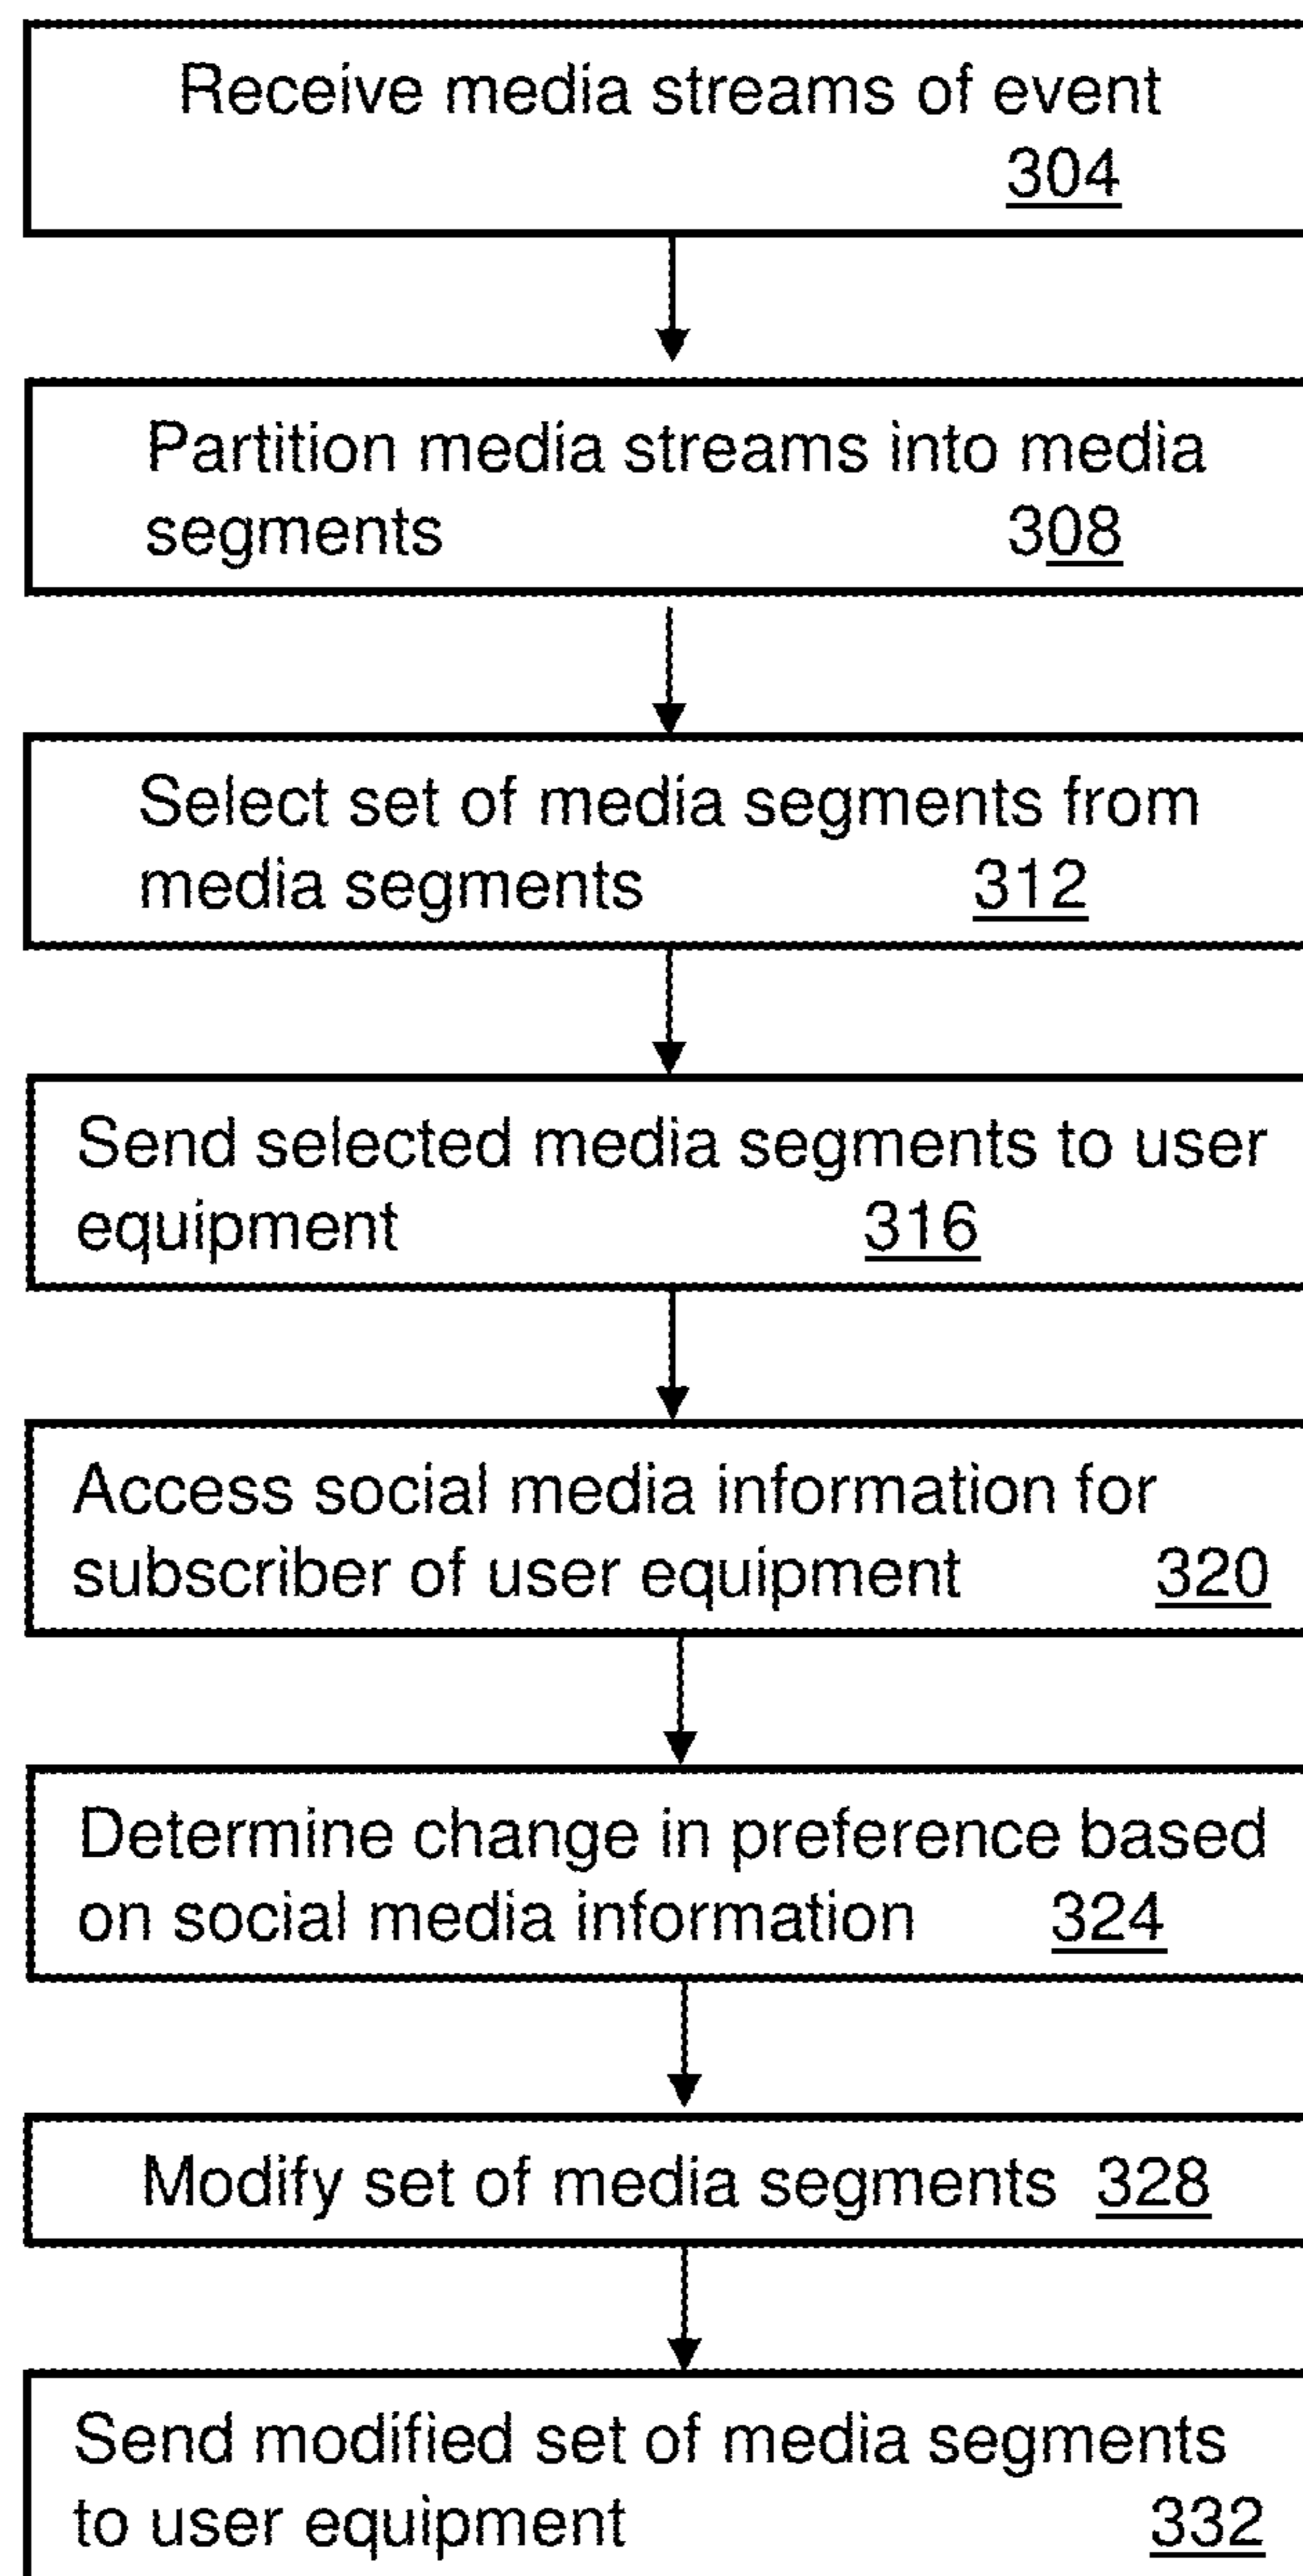 Receive media streams of event
304
Partition media streams into media
segments 308
Select set of media segments from
media segments 312
Send selected media segments to user
equipment 316
Access social media information for
subscriber of user equipment 320
Determine change in preference based
on social media information 324
Modify set of media segments 328
Send modified set of media segments
to user equipment 332